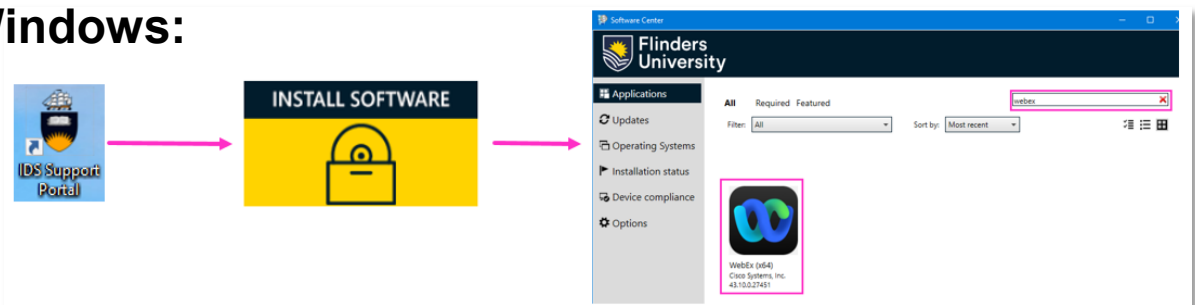 indows:
IDS Support
Portal
INSTALL SOFTWARE
Software Center
Flinders
University
Applications
Updates
Operating Systems
Installation status
Device compliance
Options
All Required Featured
webex
Filter: All
Sort by: Most recent
WebEx (x64)
Cisco Systems, Inc.
43.10.0.27451